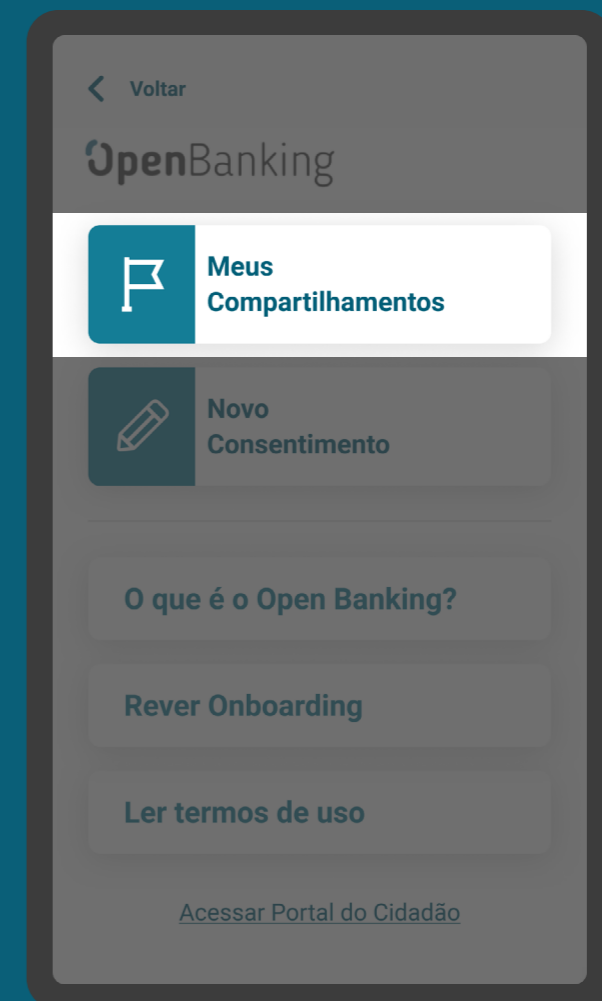 Voltar
OpenBanking
Meus
Compartilhamentos
Novo
Consentimento
O que é o Open Banking?
Rever Onboarding
Ler termos de uso
Acessar Portal do Cidadão